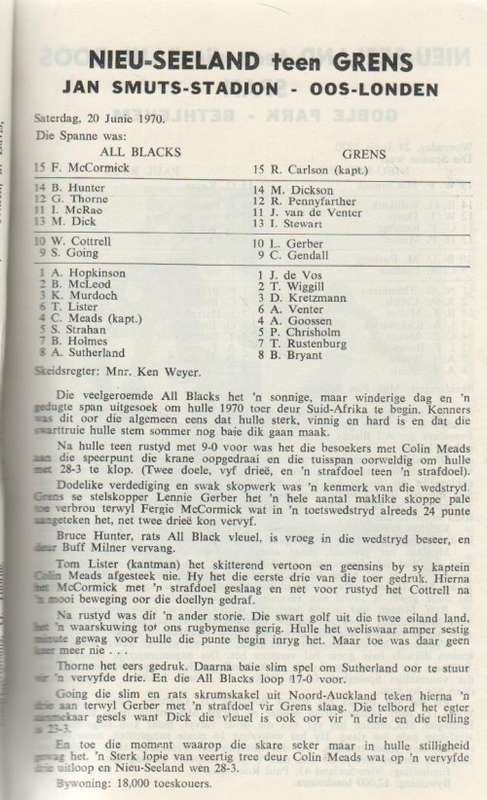 NIEU-SEELAND teen GRENS
JAN SMUTS-STADION - OOS-LONDEN
Saterdag, 20 Junie 1970.
Die Spanne was:
ALL BLACKS GRENS
15 F. McCormick 15 R. Carlson (kapt.)
14 B. Hunter 14 M. Dickson
12 G. Thorne 12 R. Pennyfarther
11 I. McRae 11 J. van de Venter
13 M. Dick 13 I. Stewart
10 W. Cottrell 10 L. Gerber
9 S. Going 9 C. Gendall
1 A. Hopkinson 1 J. de Vos
2 B. McLeod 2 T. Wiggill
3 K. Murdoch 3 D. Kretzmann
6 T. Lister 6 A. Venter
4 C. Meads (kapt.) 4 A. Goossen
5 S. Strahan 5 P. Chrisholm
7 B. Holmes 7 T. Rustenburg
8 A. Sutherland 8 B. Bryant
Skeidsregter: Mnr. Ken Weyer.
Die veelgeroemde All Blacks het 'n sonnige, maar winderige dag en 'n
gedugte span uitgesoek om hulle 1970 toer deur Suid-Afrika te begin. Kenners
was dit oor die algemeen eens dat hulle sterk, vinnig en hard is en dat die
swarttruie hulle stem sommer nog baie dik gaan maak.
Na hulle teen rustyd met 9-0 voor was het die besoekers met Colin Meads
aan die speerpunt die krane oopgedraai en die tuisspan oorweldig om hulle
met 28-3 te klop. (Twee doele, vyf drieë, en 'n strafdoel teen 'n strafdoel).
Dodelike verdediging en swak skopwerk was 'n kenmerk van die wedstryd.
Grens se stelskopper Lennie Gerber het 'n hele aantal maklike skoppe pale
toe verbrou terwyl Fergie McCormick wat in 'n toetswedstryd alreeds 24 punte
aangeteken het, net twee drieë kon vervyf.
Bruce Hunter, rats All Black vleuel, is vroeg in die wedstryd beseer, en
deur Buff Milner vervang.
Tom Lister (kantman) het skitterend vertoon en geensins by sy kaptein
Colin Meads afgesteek nie. Hy het die eerste drie van die toer gedruk. Hierna
het McCormick met 'n strafdoel geslaag en net voor rustyd het Cottrell na
'n mooi beweging oor die doellyn gedraf.
Na rustyd was dit 'n ander storie. Die swart golf uit die twee eiland land,
het 'n waarskuwing tot ons rugbymense gerig. Hulle het weliswaar amper sestig
minute gewag voor hulle die punte begin inryg het. Maar toe was daar geen
keer meer nie . . .
Thorne het eers gedruk. Daarna baie slim spel om Sutherland oor te stuur
vir 'n vervyfde drie. En die All Blacks loop 17-0 voor.
Going die slim en rats skrumskakel uit Noord-Auckland teken hierna 'n
drie aan terwyl Gerber met 'n strafdoel vir Grens slaag. Die telbord het egter
aanmekaar gesels want Dick die vleuel is ook oor vir 'n drie en die telling
is 23-3.
En toe die moment waarop die skare seker maar in hulle stilligheid
gewag het. 'n Sterk lopie van veertig tree deur Colin Meads wat op 'n vervyfde
drie uitloop en Nieu-Seeland wen 28-3.
Bywoning: 18,000 toeskouers.